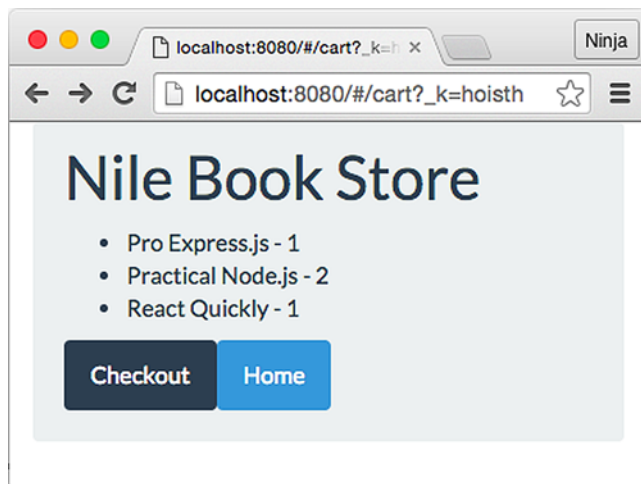 localhost:8080/#/cart?_k=h
Ninja
localhost:8080/#/cart?_k=hoisth
Nile Book Store
Pro Express.js - 1
Practical Node.js - 2
React Quickly - 1
Checkout Home